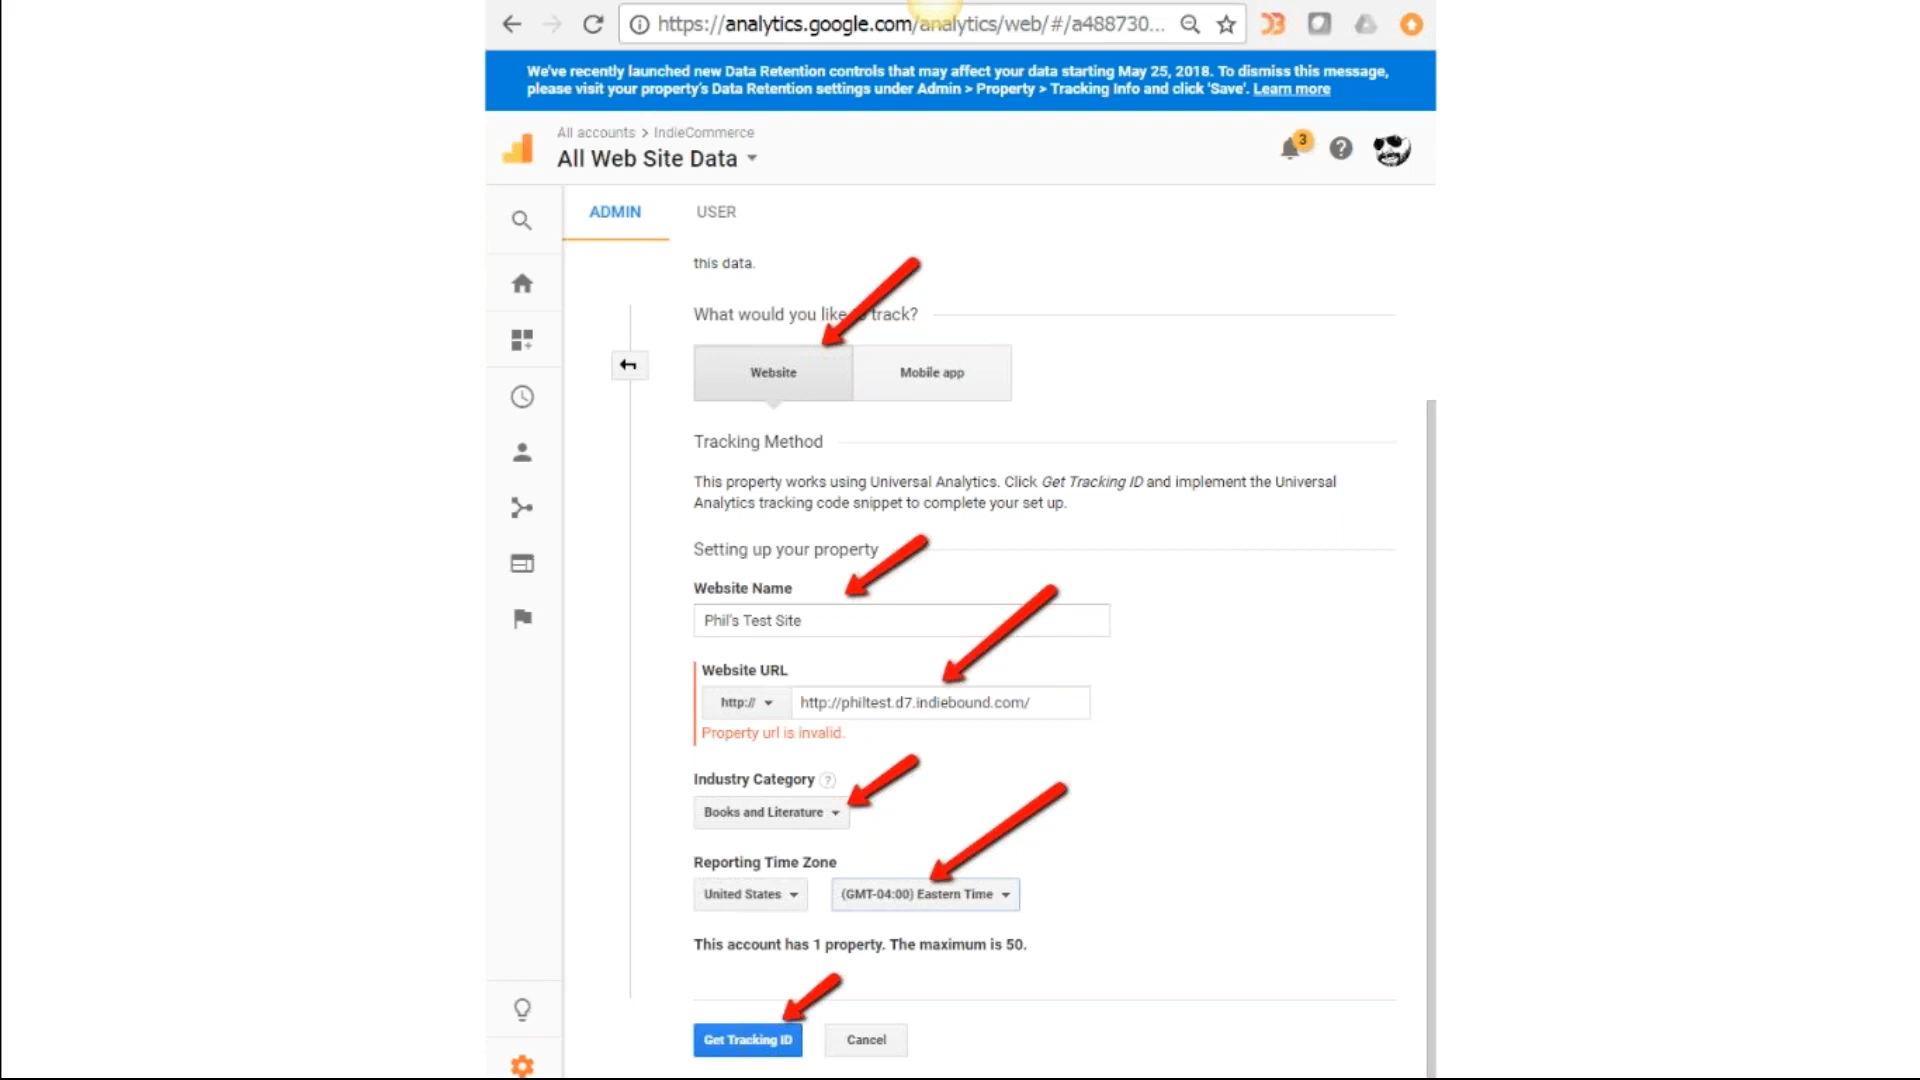 https://analytics.google.com/analytics/web/#/a488730...
We've recently launched new Data Retention controls that may affect your data starting May 25, 2018. To dismiss this message,
please visit your property's Data Retention settings under Admin > Property > Tracking Info and click 'Save'. Learn more
All accounts > IndieCommerce
All Web Site Data
3
ADMIN USER
this data.
What would you like track?
Website Mobile app
Tracking Method
This property works using Universal Analytics. Click Get Tracking ID and implement the Universal
Analytics tracking code snippet to complete your set up.
Setting up your property
Website Name
Phil's Test Site
Website URL
http:// http://philtest.d7.indiebound.com/
Property url is invalid.
Industry Category ?
Books and Literature
Reporting Time Zone
United States (GMT-04:00) Eastern Time
This account has 1 property. The maximum is 50.
Get Tracking ID Cancel